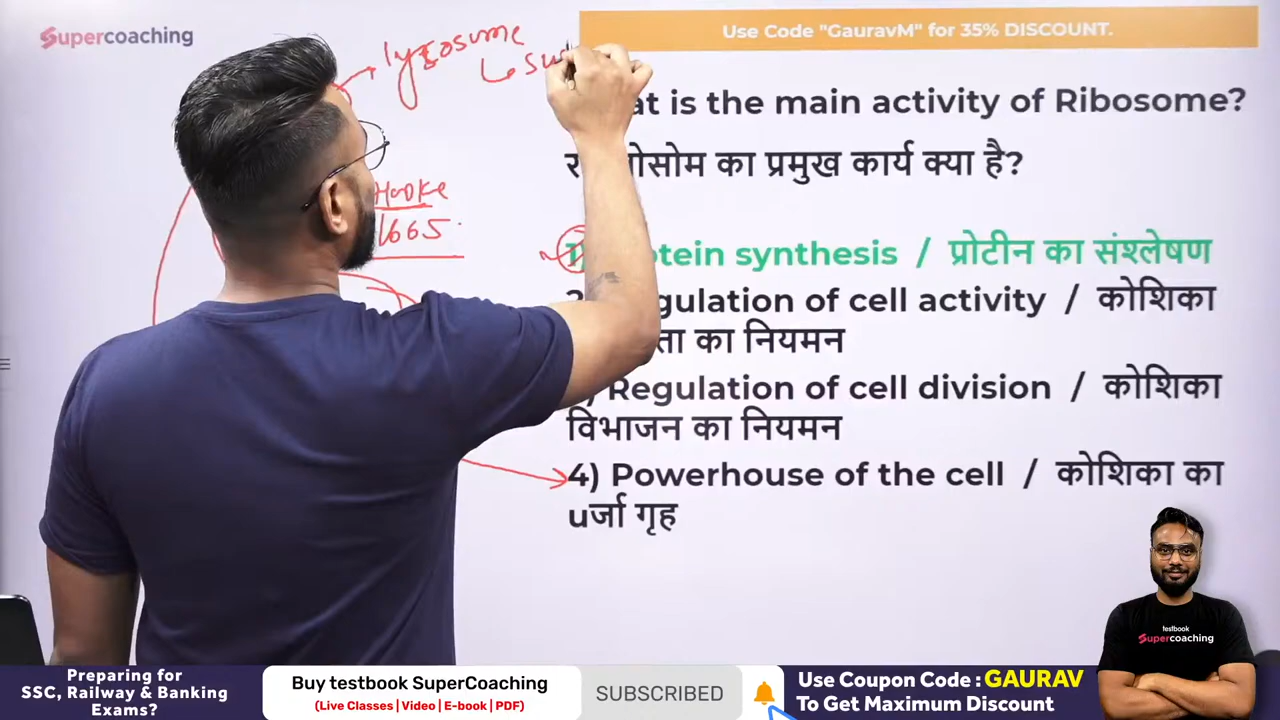 Supercoaching
Use Code "GauravM" for 35% DISCOUNT.
lysosome
at is the main activity of Ribosome?
का प्रमुख कार्य क्या है?
Hooke
1665
1) otein synthesis / प्रोटीन का संश्लेषण
gulation of cell activity / कोशिका
का नियमन
Regulation of cell division / कोशिका
विभाजन का नियमन
4) Powerhouse of the cell / कोशिका का
uर्जा गृह
testbook
Supercoaching
Preparing for
SSC, Railway & Banking
Exams?
Buy testbook SuperCoaching
(Live Classes | Video | E-book | PDF)
SUBSCRIBED
Use Coupon Code : GAURAV
To Get Maximum Discount